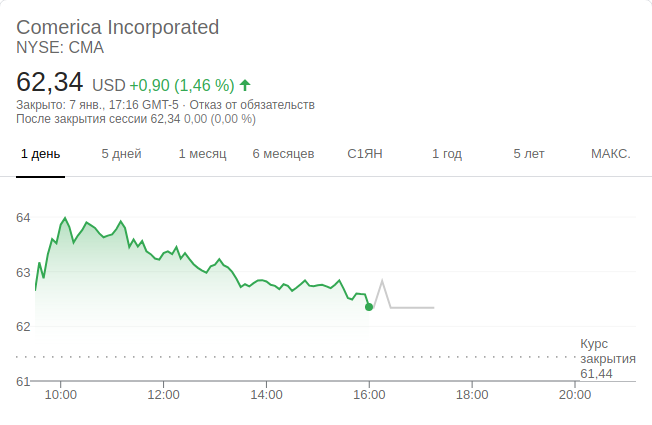 Comerica Incorporated
NYSE: CMA
62,34 USD +0,90 (1,46 %)
Закрыто: 7 янв., 17:16 GMT-5 · Отказ от обязательств
После закрытия сессии 62,34 0,00 (0,00 %)
1 день 5 дней 1 месяц 6 месяцев С1ЯН 1 год 5 лет МАКС.
64
63
62
Курс
закрытия
61,44
61
10:00 12:00 14:00 16:00 18:00 20:00